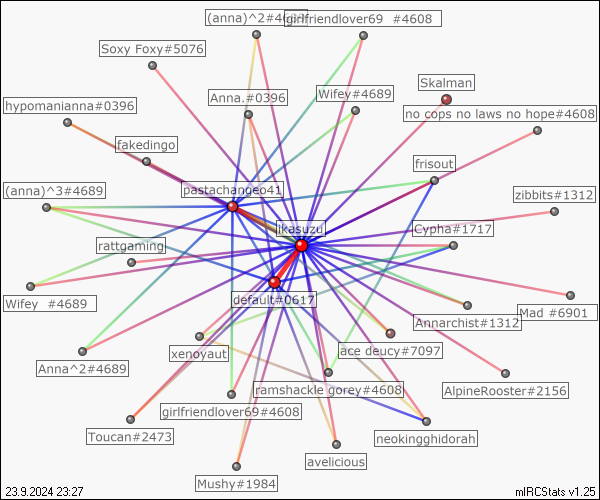 (anna)^2#4689
girlfriendlover69 #4608
Soxy Foxy#5076
Skalman
Wifey#4689
Anna.#0396
hypomanianna#0396
no cops no laws no hope#4608
fakedingo
frisout
pastachangeo41
(anna)^3#4689
zibbits#1312
ikasuzu
Cypha#1717
rattgaming
Wifey #4689
default#0617
Mad #6901
Annarchist#1312
xenoyaut
ace deucy#7097
Anna^2#4689
ramshackle gorey#4608
AlpineRooster#2156
girlfriendlover69#4608
Toucan#2473
neokingghidorah
avelicious
Mushy#1984
23.9.2024 23:27
mIRCStats v1.25